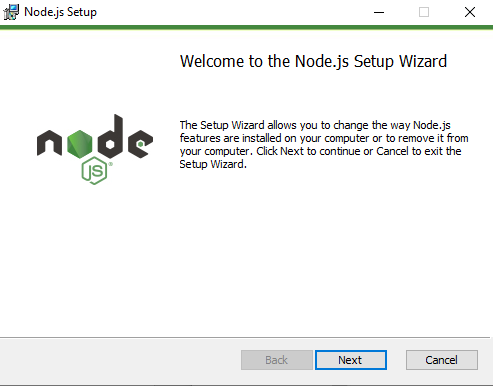 Node.js Setup
Welcome to the Node.js Setup Wizard
The Setup Wizard allows you to change the way Node.js
features are installed on your computer or to remove it from
your computer. Click Next to continue or Cancel to exit the
Setup Wizard.
node
JS®
Back
Next
Cancel